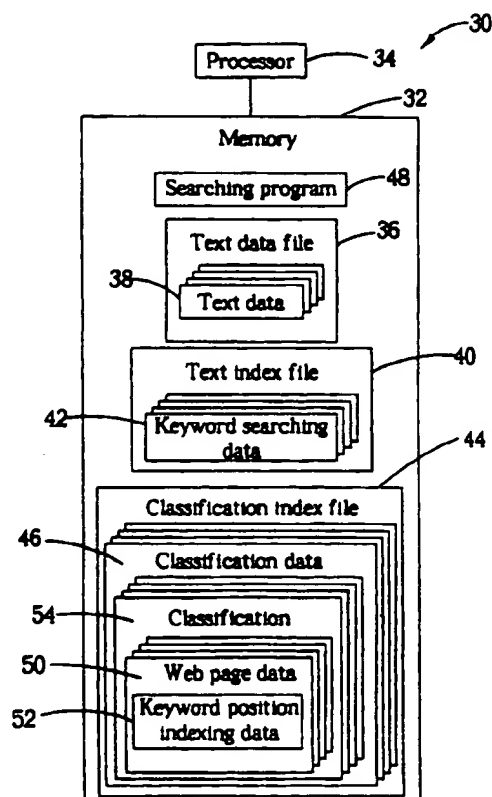 30
Processor
34
32
Memory
Searching program
48
Text data file
36
38
Text data
Text index file
40
42
Keyword searching
data
44
Classification index file
46
Classification data
54
Classification
50
Web page data
52
Keyword position
indexing data